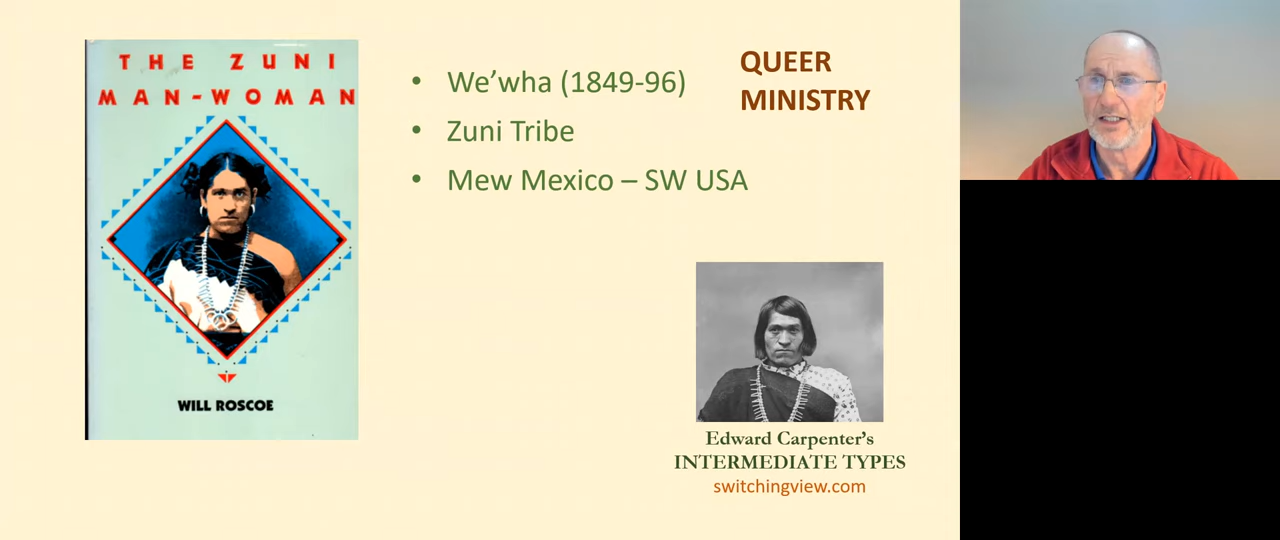 THE ZUNI
MAN-WOMAN
WILL ROSCOE
• We’wha (1849-96)
• Zuni Tribe
• Mew Mexico – SW USA
QUEER
MINISTRY
Edward Carpenter’s
INTERMEDIATE TYPES
switchingview.com